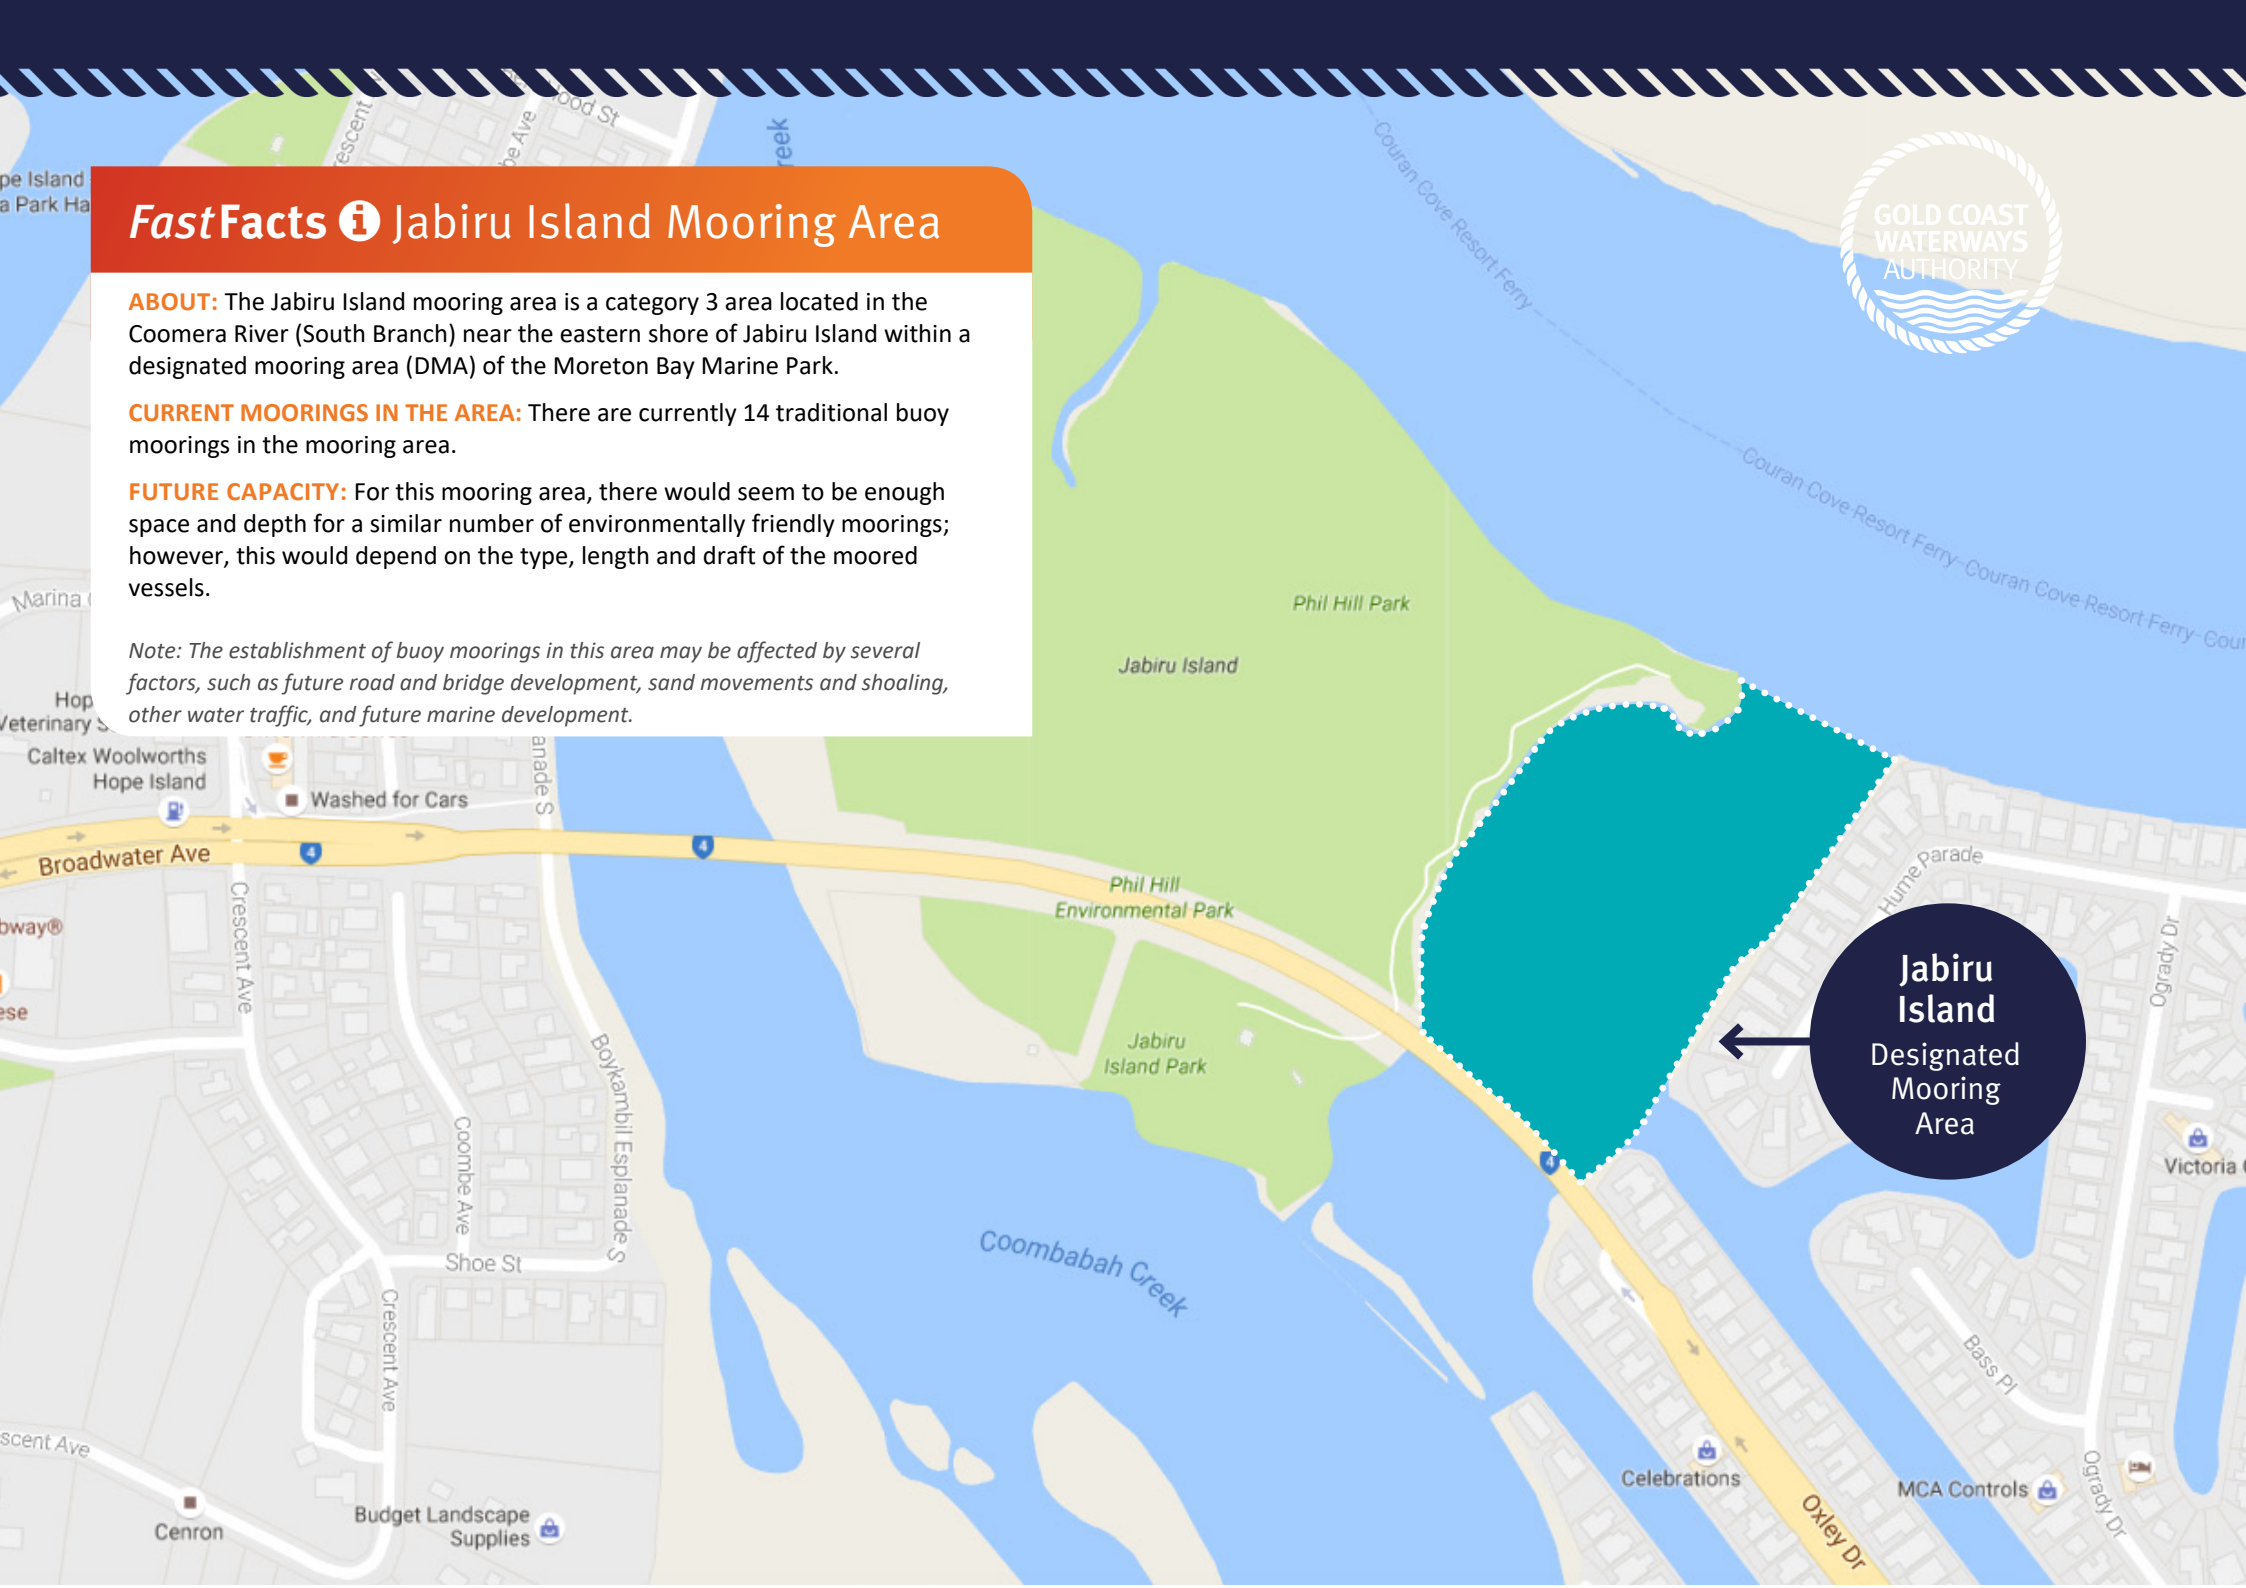 FastFacts i Jabiru Island Mooring Area
ABOUT: The Jabiru Island mooring area is a category 3 area located in the
Coomera River (South Branch) near the eastern shore of Jabiru Island within a
designated mooring area (DMA) of the Moreton Bay Marine Park.
CURRENT MOORINGS IN THE AREA: There are currently 14 traditional buoy
moorings in the mooring area.
FUTURE CAPACITY: For this mooring area, there would seem to be enough
space and depth for a similar number of environmentally friendly moorings;
however, this would depend on the type, length and draft of the moored
vessels.
Note: The establishment of buoy moorings in this area may be affected by several
factors, such as future road and bridge development, sand movements and shoaling,
other water traffic, and future marine development.
GOLD COAST
WATERWAYS
AUTHORITY
Jabiru
Island
Designated
Mooring
Area
Couran Cove Resort Ferry
Couran Cove Resort Ferry
Couran Cove Resort Ferry
Phil Hill Park
Jabiru Island
Phil Hill
Environmental Park
Jabiru
Island Park
Coombabah Creek
Island
Park
St
Ave
Marina
Caltex Woolworths
Hope Island
Washed for Cars
Broadwater Ave
4
4
4
Crescent Ave
Boykambil Esplanade S
Coombe Ave
Shoe St
Crescent Ave
Cenron
Budget Landscape
Supplies
Hume Parade
Ogrady Dr
Victoria
Bass Pl
Celebrations
MCA Controls
Ogrady Dr
Oxley Dr